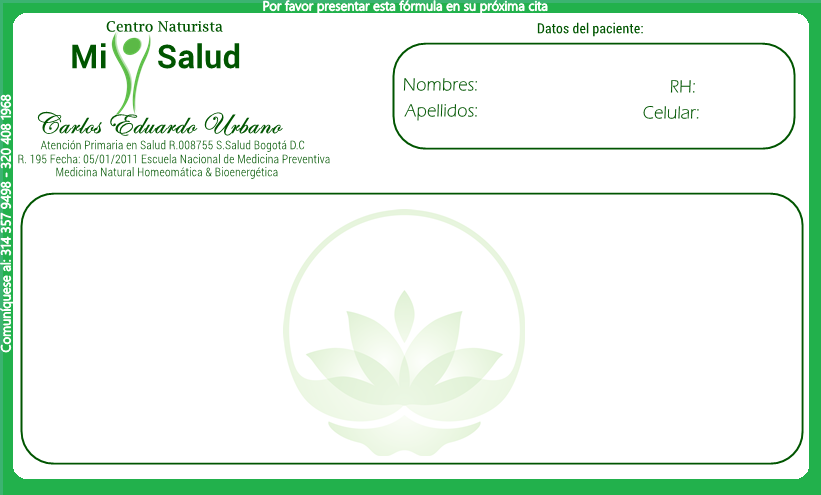 Por favor presentar esta fórmula en su próxima cita
Centro Naturista
Mi Salud
Carlos Eduardo Urbano
Atención Primaria en Salud R.008755 S.Salud Bogotá D.C
R. 195 Fecha: 05/01/2011 Escuela Nacional de Medicina Preventiva
Medicina Natural Homeomática & Bioenergética
Datos del paciente:
Nombres:
RH:
Apellidos:
Celular:
Comuníquese al: 314 357 9498 - 320 408 1968